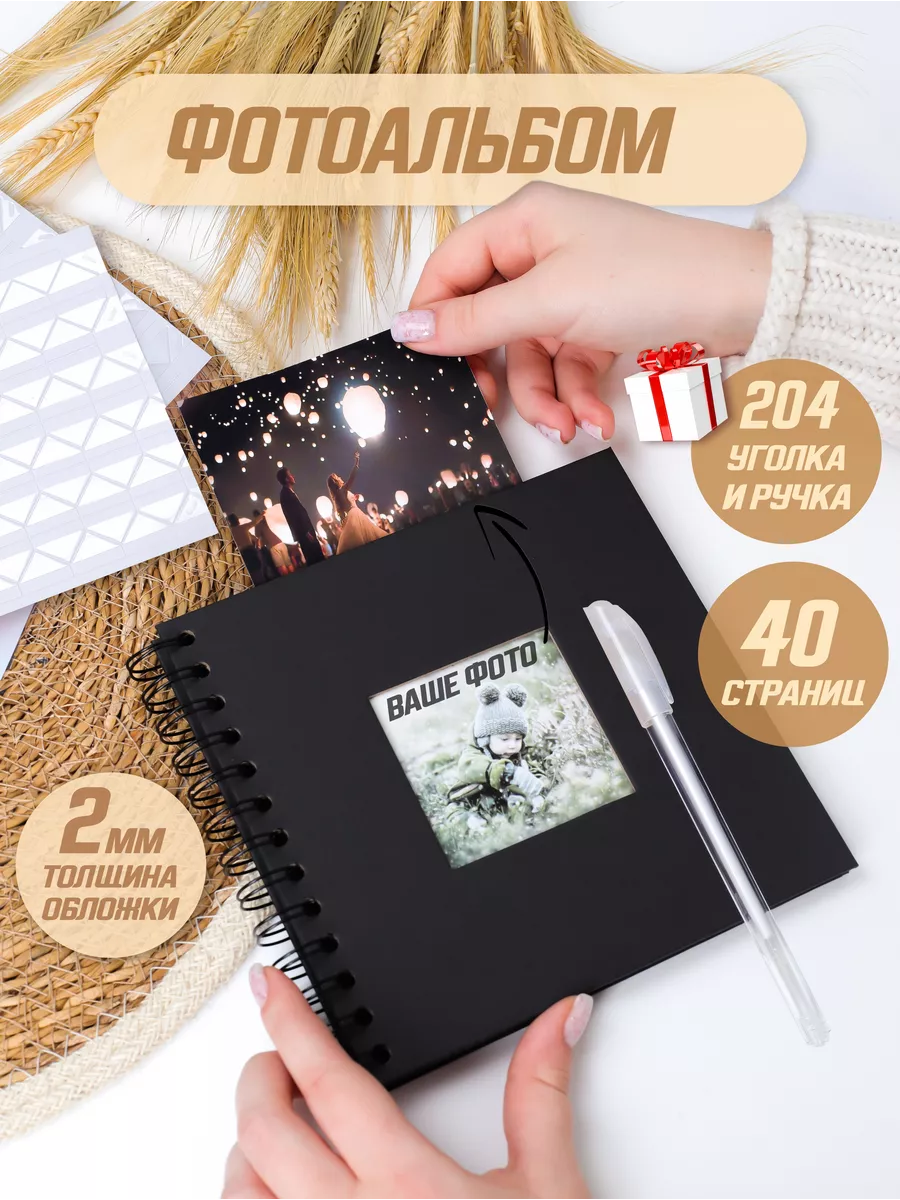 ФОТОАЛЬБОМ
204
УГОЛКА
И РУЧКА
40
СТРАНИЦ
ВАШЕ ФОТО
2 ММ
ТОЛЩИНА
ОБЛОЖКИ